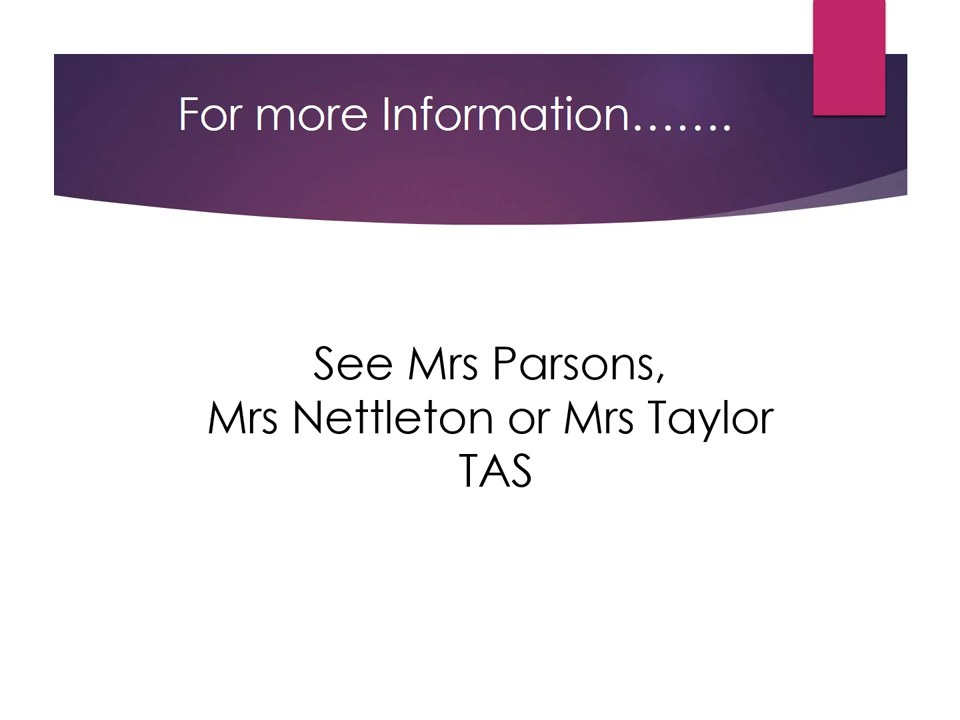 For more Information.......
See Mrs Parsons,
Mrs Nettleton or Mrs Taylor
TAS